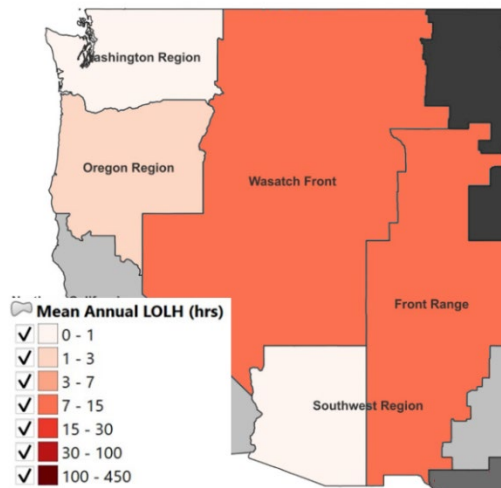 Washington Region
Oregon Region
Wasatch Front
Front Range
Southwest Region
Mean Annual LOLH (hrs)
0 - 1
1 - 3
3 - 7
7 - 15
15 - 30
30 - 100
100 - 450